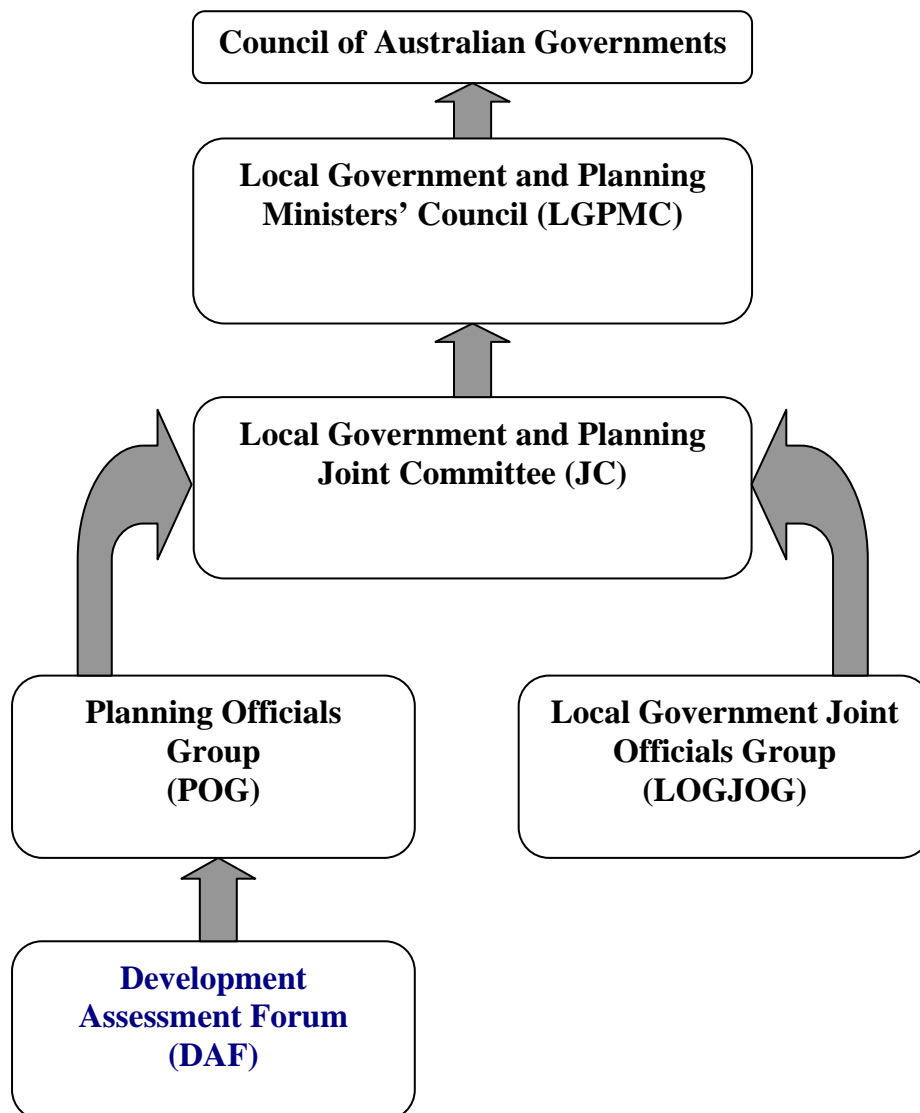 Council of Australian Governments
Local Government and Planning
Ministers’ Council (LGPMC)
Local Government and Planning
Joint Committee (JC)
Planning Officials
Group
(POG)
Local Government Joint
Officials Group
(LOGJOG)
Development
Assessment Forum
(DAF)